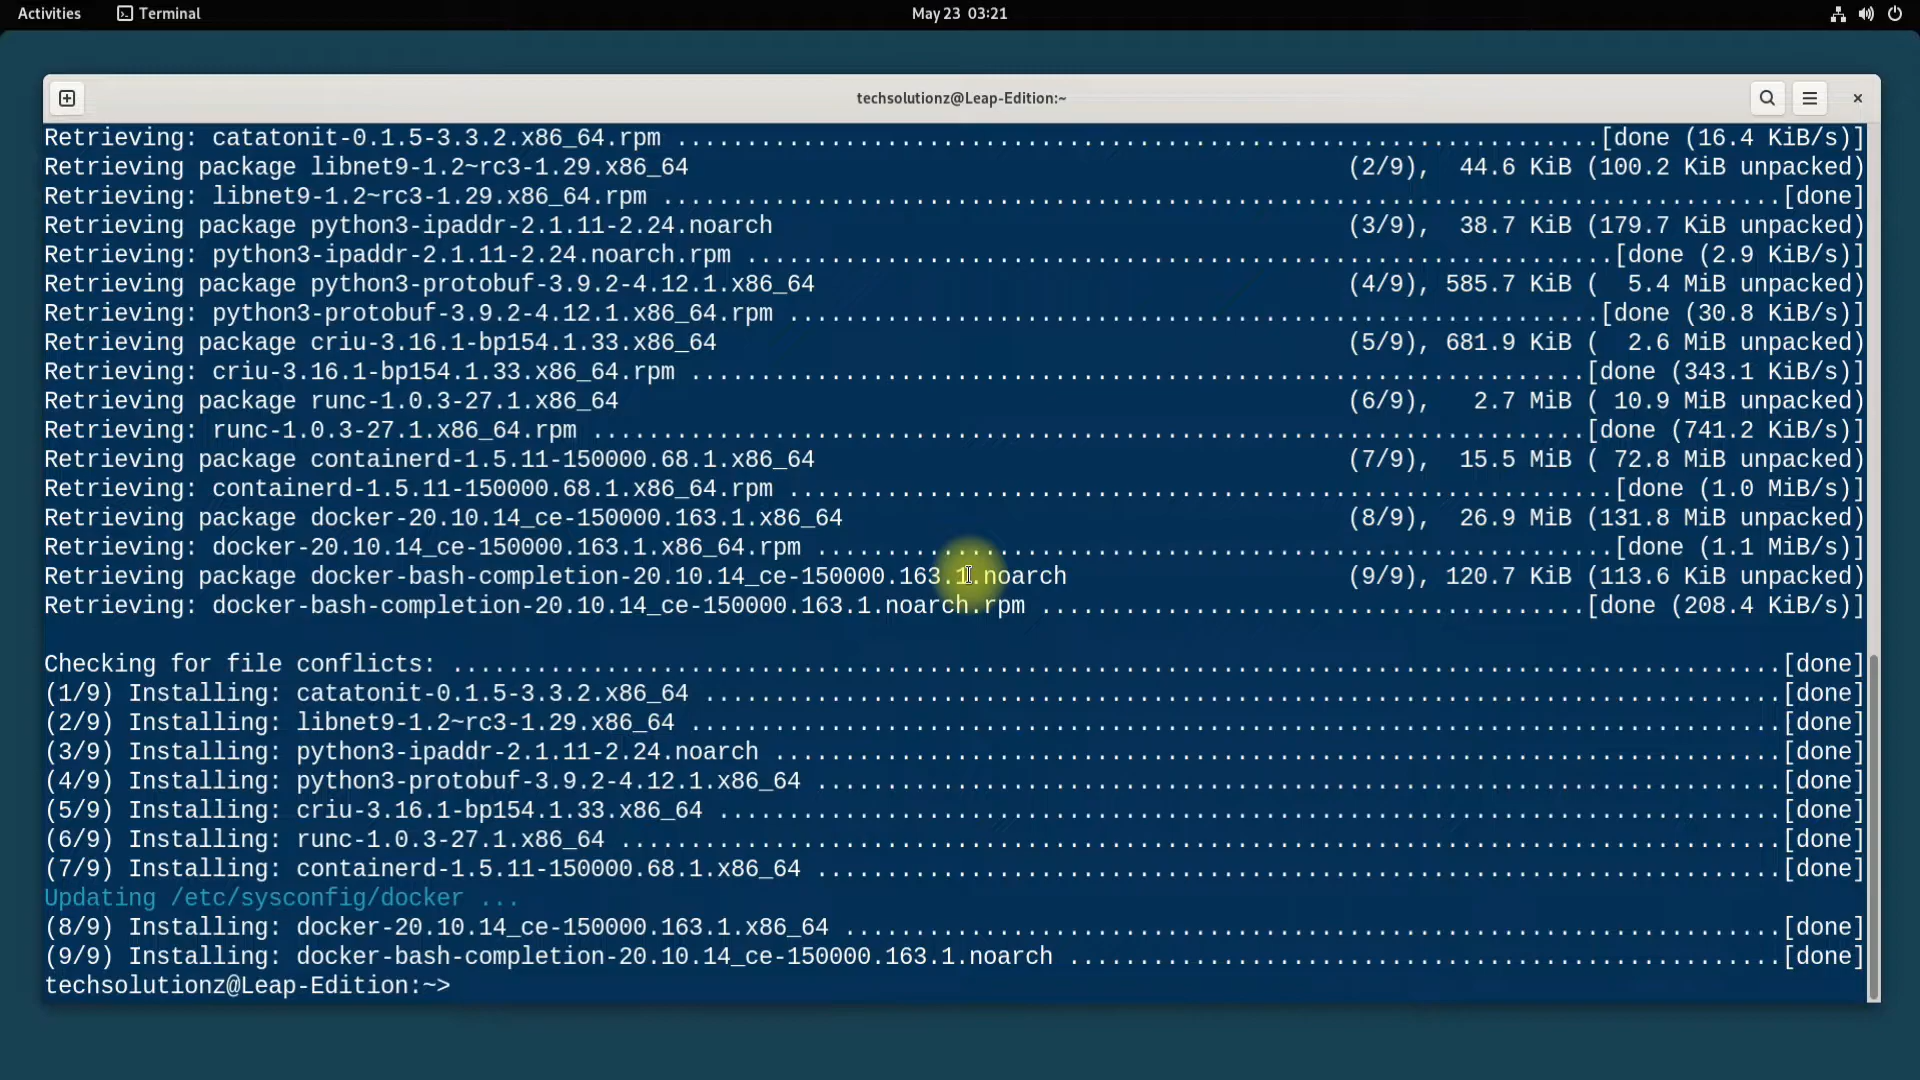 Activities Terminal May 23 03:21
techsolutionz@Leap-Edition:~
Retrieving: catatonit-0.1.5-3.3.2.x86_64.rpm ..................................................................[done (16.4 KiB/s)]
Retrieving package libnet9-1.2~rc3-1.29.x86_64 (2/9), 44.6 KiB (100.2 KiB unpacked)
Retrieving: libnet9-1.2~rc3-1.29.x86_64.rpm ................................................................................[done]
Retrieving package python3-ipaddr-2.1.11-2.24.noarch (3/9), 38.7 KiB (179.7 KiB unpacked)
Retrieving: python3-ipaddr-2.1.11-2.24.noarch.rpm ..............................................................[done (2.9 KiB/s)]
Retrieving package python3-protobuf-3.9.2-4.12.1.x86_64 (4/9), 585.7 KiB ( 5.4 MiB unpacked)
Retrieving: python3-protobuf-3.9.2-4.12.1.x86_64.rpm ..........................................................[done (30.8 KiB/s)]
Retrieving package criu-3.16.1-bp154.1.33.x86_64 (5/9), 681.9 KiB ( 2.6 MiB unpacked)
Retrieving: criu-3.16.1-bp154.1.33.x86_64.rpm ................................................................[done (343.1 KiB/s)]
Retrieving package runc-1.0.3-27.1.x86_64 (6/9), 2.7 MiB ( 10.9 MiB unpacked)
Retrieving: runc-1.0.3-27.1.x86_64.rpm .......................................................................[done (741.2 KiB/s)]
Retrieving package containerd-1.5.11-150000.68.1.x86_64 (7/9), 15.5 MiB ( 72.8 MiB unpacked)
Retrieving: containerd-1.5.11-150000.68.1.x86_64.rpm ...........................................................[done (1.0 MiB/s)]
Retrieving package docker-20.10.14_ce-150000.163.1.x86_64 (8/9), 26.9 MiB (131.8 MiB unpacked)
Retrieving: docker-20.10.14_ce-150000.163.1.x86_64.rpm .........................................................[done (1.1 MiB/s)]
Retrieving package docker-bash-completion-20.10.14_ce-150000.163.1.noarch (9/9), 120.7 KiB (113.6 KiB unpacked)
Retrieving: docker-bash-completion-20.10.14_ce-150000.163.1.noarch.rpm .......................................[done (208.4 KiB/s)]

Checking for file conflicts: ...............................................................................................[done]
(1/9) Installing: catatonit-0.1.5-3.3.2.x86_64 .............................................................................[done]
(2/9) Installing: libnet9-1.2~rc3-1.29.x86_64 ..............................................................................[done]
(3/9) Installing: python3-ipaddr-2.1.11-2.24.noarch ........................................................................[done]
(4/9) Installing: python3-protobuf-3.9.2-4.12.1.x86_64 .....................................................................[done]
(5/9) Installing: criu-3.16.1-bp154.1.33.x86_64 ............................................................................[done]
(6/9) Installing: runc-1.0.3-27.1.x86_64 ...................................................................................[done]
(7/9) Installing: containerd-1.5.11-150000.68.1.x86_64 .....................................................................[done]
Updating /etc/sysconfig/docker ...
(8/9) Installing: docker-20.10.14_ce-150000.163.1.x86_64 ...................................................................[done]
(9/9) Installing: docker-bash-completion-20.10.14_ce-150000.163.1.noarch ...................................................[done]
techsolutionz@Leap-Edition:~>